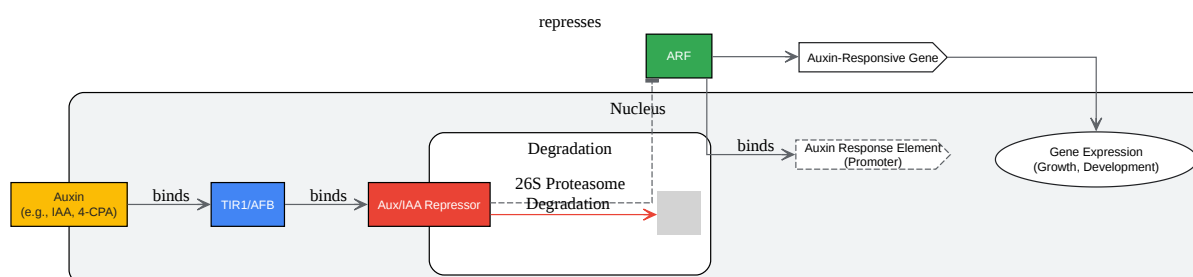 represses
ARF
Auxin-Responsive Gene
Nucleus
Degradation
binds
Auxin Response Element
(Promoter)
Gene Expression
(Growth, Development)
26S Proteasome
Degradation
Auxin
(e.g., IAA, 4-CPA)
binds
TIR1/AFB
binds
Aux/IAA Repressor